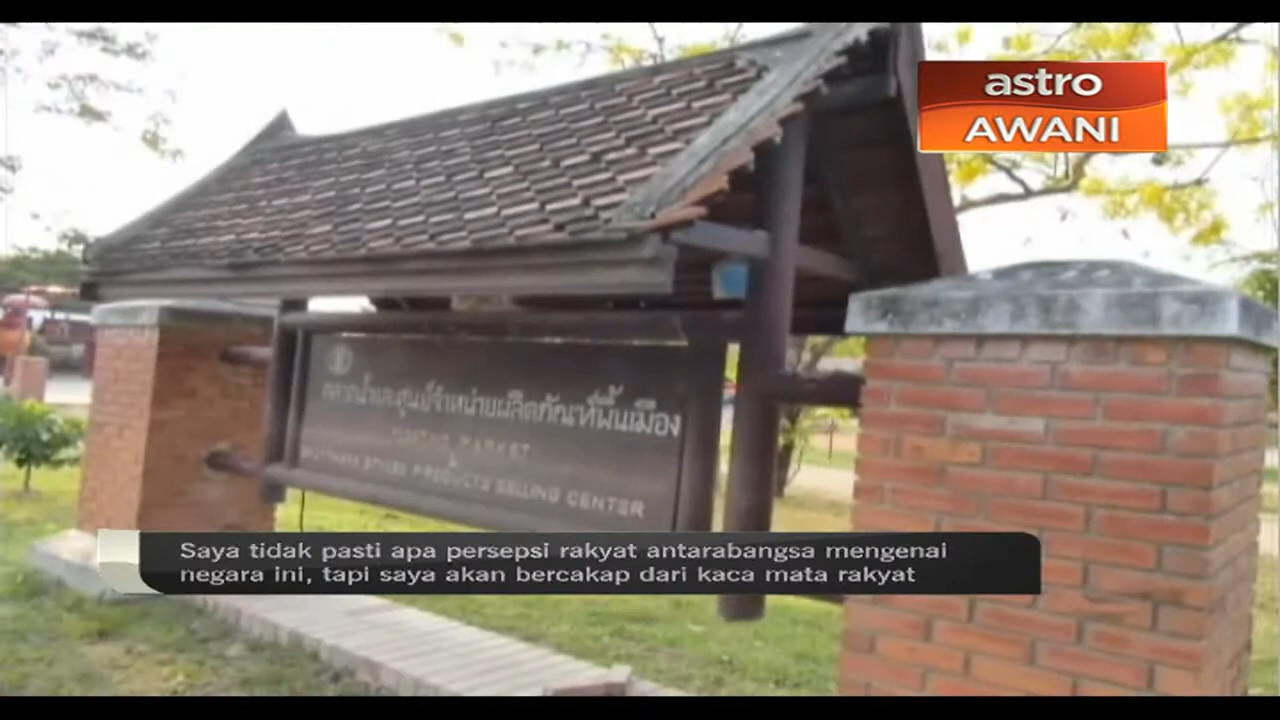 astro
AWANI
ตลาดน้ำและศูนย์จำหน่ายผลิตภัณฑ์พื้นเมือง
MARKET
&
PRODUCTS SELLING CENTER
Saya tidak pasti apa persepsi rakyat antarabangsa mengenai
negara ini, tapi saya akan bercakap dari kaca mata rakyat